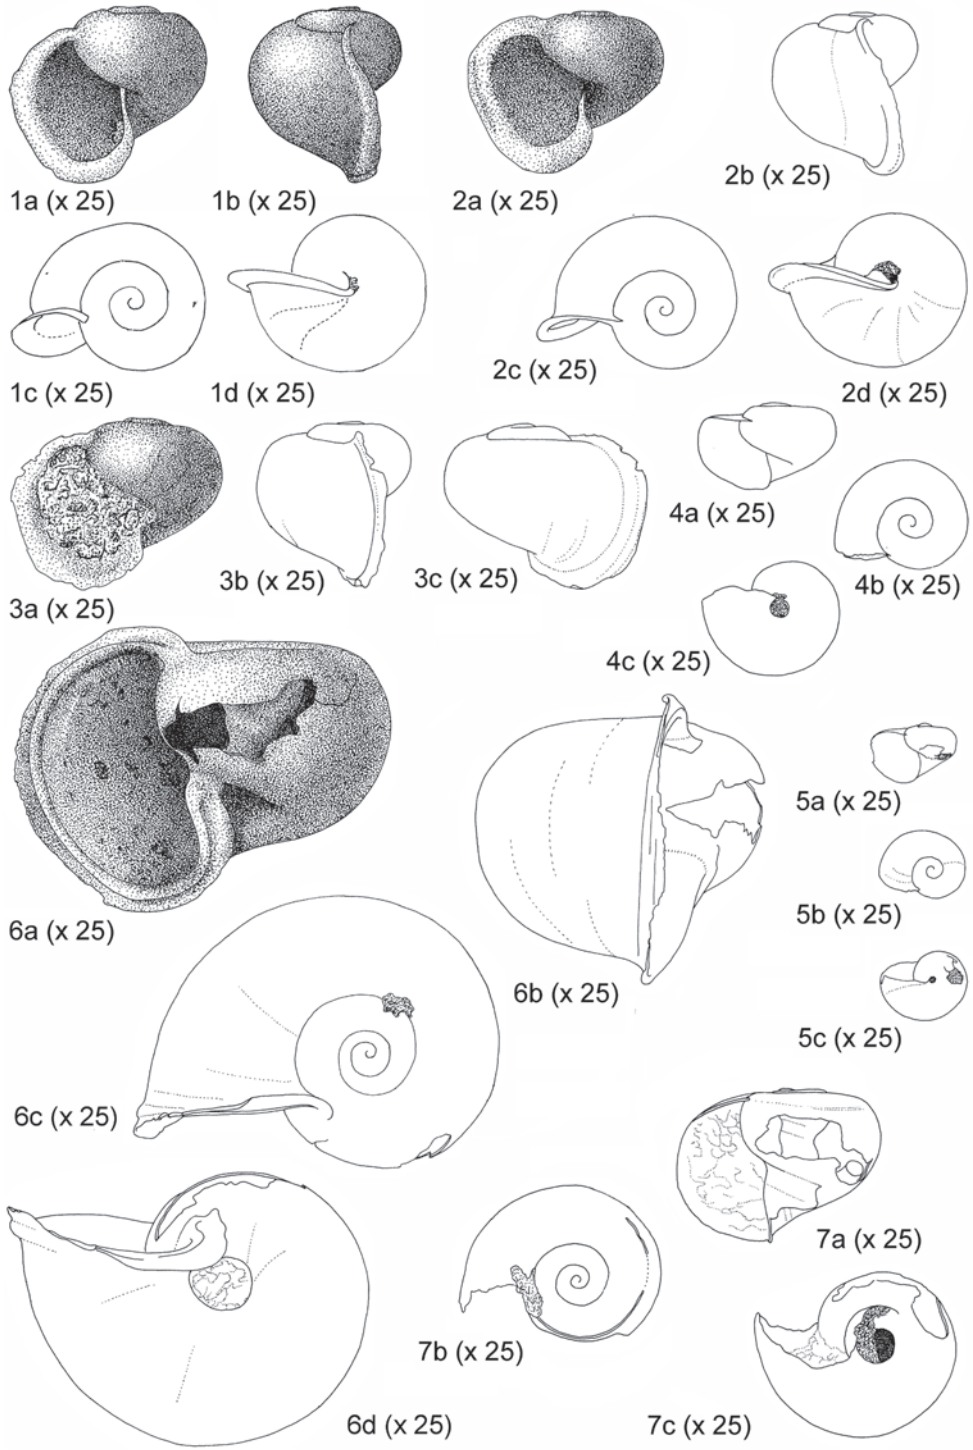 1a (x 25)
1b (x 25)
2a (x 25)
2b (x 25)
1c (x 25)
1d (x 25)
2c (x 25)
2d (x 25)
3a (x 25)
3b (x 25)
3c (x 25)
4a (x 25)
4b (x 25)
4c (x 25)
5a (x 25)
5b (x 25)
5c (x 25)
6a (x 25)
6b (x 25)
6c (x 25)
6d (x 25)
7a (x 25)
7b (x 25)
7c (x 25)